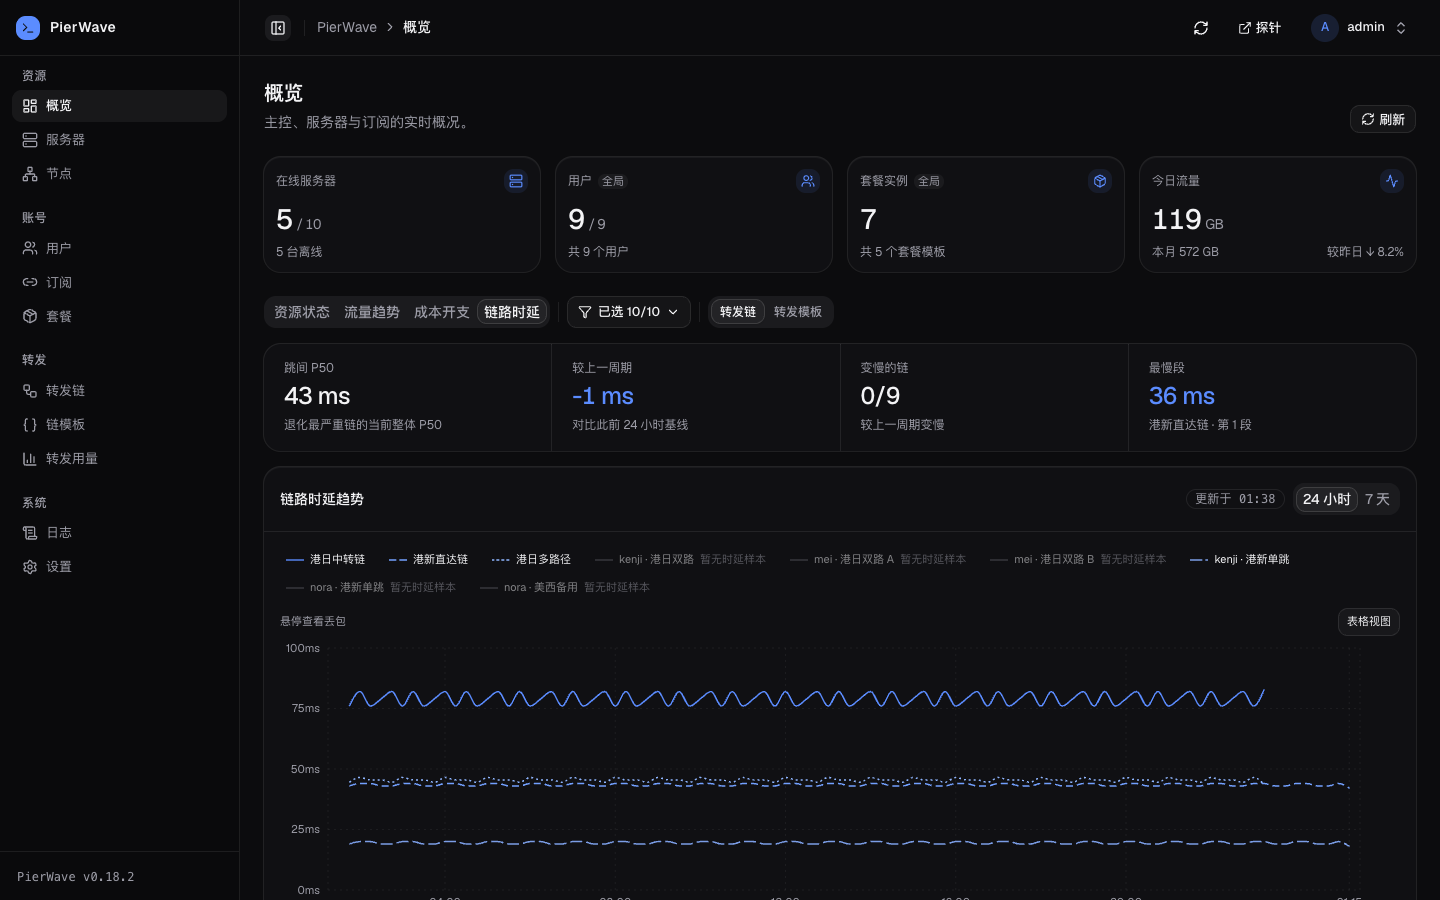 PierWave
PierWave > 概览
探针
A
admin
资源
概览
服务器
节点
账号
用户
订阅
套餐
转发
转发链
链模板
转发用量
系统
日志
设置
PierWave v0.18.2
概览
主控、服务器与订阅的实时概况。
刷新
在线服务器
5 / 10
5 台离线
用户 全局
9 / 9
共 9 个用户
套餐实例 全局
7
共 5 个套餐模板
今日流量
119 GB
本月 572 GB 较昨日 ↓ 8.2%
资源状态 流量趋势 成本开支 链路时延
已选 10/10
转发链 转发模板
跳间 P50
43 ms
退化最严重链的当前整体 P50
较上一周期
-1 ms
对比此前 24 小时基线
变慢的链
0/9
较上一周期变慢
最慢段
36 ms
港新直达链 · 第 1 段
链路时延趋势
更新于 01:38
24 小时 7 天
港日中转链 港新直达链 港日多路径 kenji · 港日双路 暂无时延样本 mei · 港日双路 A 暂无时延样本 mei · 港日双路 B 暂无时延样本 kenji · 港新单跳
nora · 港新单跳 暂无时延样本 nora · 美西备用 暂无时延样本
悬停查看丢包
表格视图
100ms
75ms
50ms
25ms
0ms